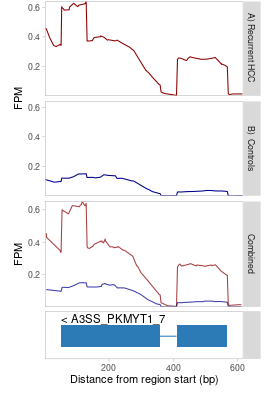 0.6
0.4
0.2
A) Recurrent HCC
FPM
0.6
0.4
0.2
B) Controls
0.6
0.4
0.2
FPM
Combined
< A3SS_PKMYT1_7
0
200
400
600
Distance from region start (bp)